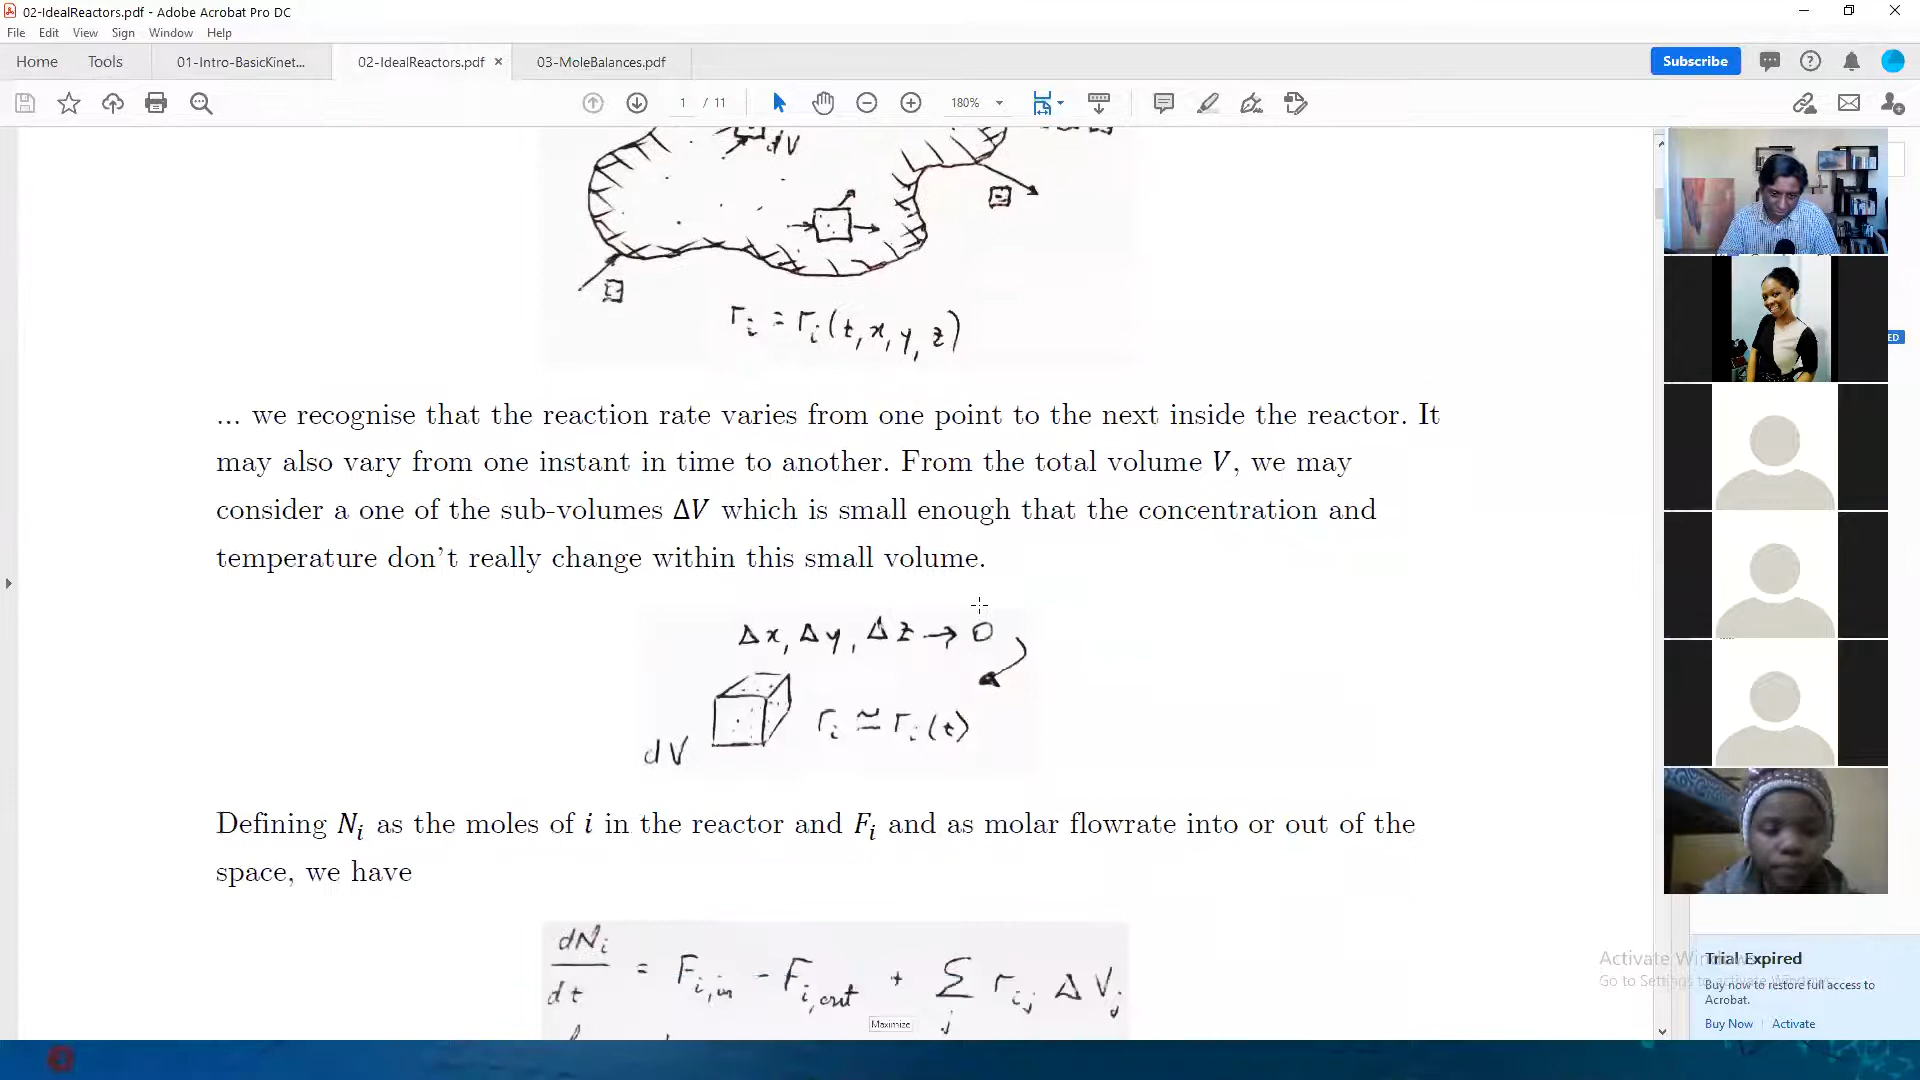 02-IdealReactors.pdf - Adobe Acrobat Pro DC
File Edit View Sign Window Help
Home Tools 01-Intro-BasicKinet... 02-IdealReactors.pdf × 03-MoleBalances.pdf
Subscribe
1 / 11 180%
dV
rᵢ = rᵢ(t, x, y, z)
... we recognise that the reaction rate varies from one point to the next inside the reactor. It
may also vary from one instant in time to another. From the total volume V, we may
consider a one of the sub-volumes ΔV which is small enough that the concentration and
temperature don't really change within this small volume.
Δx, Δy, Δz → 0
rᵢ ≅ rᵢ(t)
dV
Defining Nᵢ as the moles of i in the reactor and Fᵢ and as molar flowrate into or out of the
space, we have
dNᵢ/dt = Fᵢ,in - Fᵢ,out + Σⱼ rᵢⱼ ΔVⱼ
Maximize
ED
Trial Expired
Buy now to restore full access to
Acrobat.
Buy Now Activate